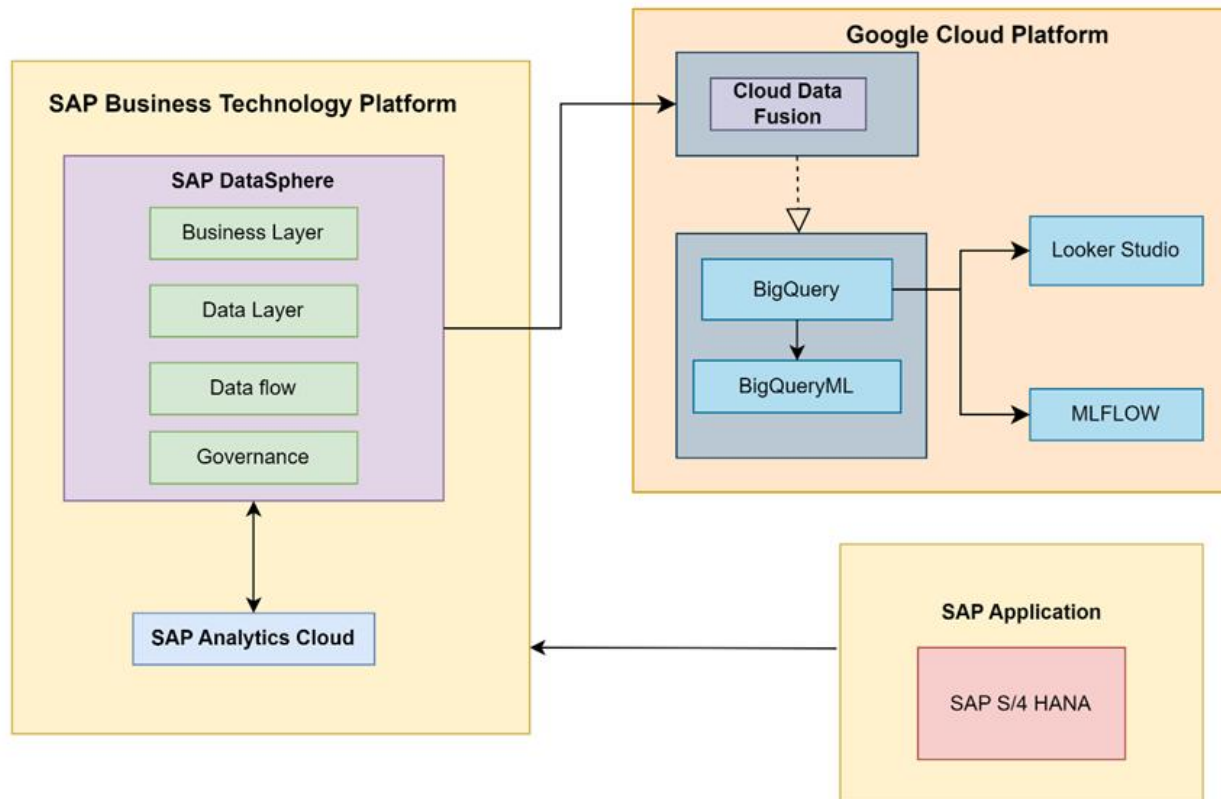 Google Cloud Platform
Cloud Data
Fusion
SAP Business Technology Platform
SAP DataSphere
Business Layer
Data Layer
Data flow
Governance
SAP Analytics Cloud
BigQuery
BigQueryML
Looker Studio
MLFLOW
SAP Application
SAP S/4 HANA